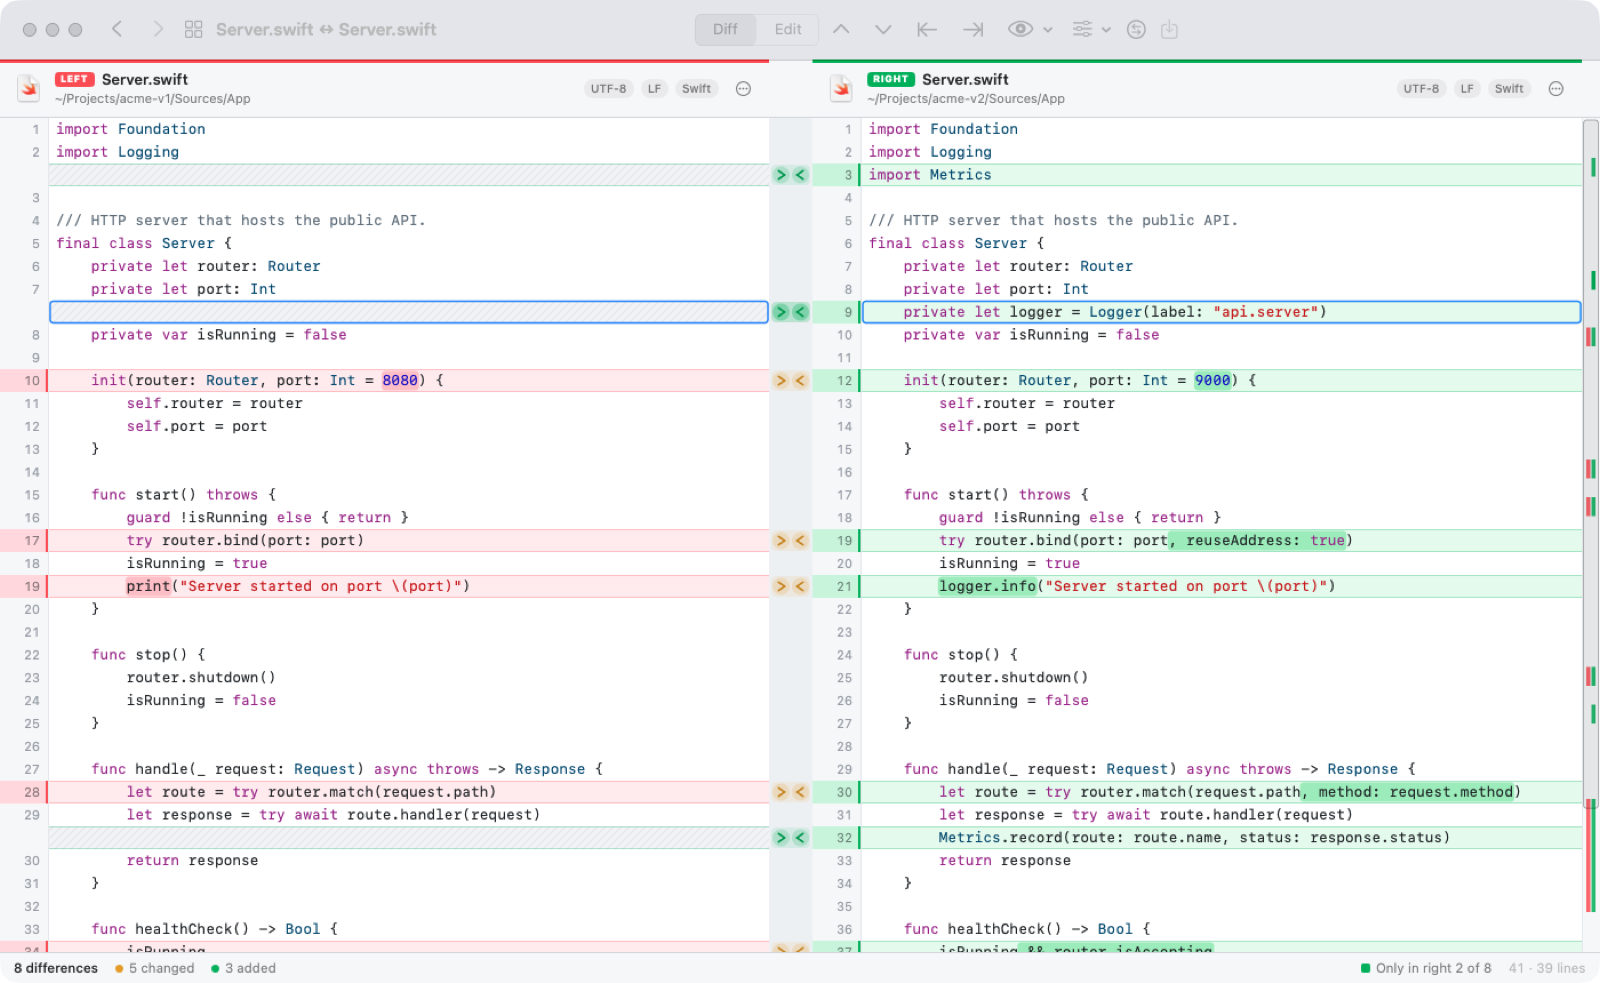 Server.swift ↔ Server.swift
Diff Edit
LEFT Server.swift
~/Projects/acme-v1/Sources/App
UTF-8 LF Swift
1 import Foundation
2 import Logging
3
4 /// HTTP server that hosts the public API.
5 final class Server {
6     private let router: Router
7     private let port: Int
8     private var isRunning = false
9
10     init(router: Router, port: Int = 8080) {
11         self.router = router
12         self.port = port
13     }
14
15     func start() throws {
16         guard !isRunning else { return }
17         try router.bind(port: port)
18         isRunning = true
19         print("Server started on port \(port)")
20     }
21
22     func stop() {
23         router.shutdown()
24         isRunning = false
25     }
26
27     func handle(_ request: Request) async throws -> Response {
28         let route = try router.match(request.path)
29         let response = try await route.handler(request)
30         return response
31     }
32
33     func healthCheck() -> Bool {
34         isRunning
RIGHT Server.swift
~/Projects/acme-v2/Sources/App
UTF-8 LF Swift
1 import Foundation
2 import Logging
3 import Metrics
4
5 /// HTTP server that hosts the public API.
6 final class Server {
7     private let router: Router
8     private let port: Int
9     private let logger = Logger(label: "api.server")
10     private var isRunning = false
11
12     init(router: Router, port: Int = 9000) {
13         self.router = router
14         self.port = port
15     }
16
17     func start() throws {
18         guard !isRunning else { return }
19         try router.bind(port: port, reuseAddress: true)
20         isRunning = true
21         logger.info("Server started on port \(port)")
22     }
23
24     func stop() {
25         router.shutdown()
26         isRunning = false
27     }
28
29     func handle(_ request: Request) async throws -> Response {
30         let route = try router.match(request.path, method: request.method)
31         let response = try await route.handler(request)
32         Metrics.record(route: route.name, status: response.status)
33         return response
34     }
35
36     func healthCheck() -> Bool {
37         isRunning && router.isAccepting
8 differences 5 changed 3 added
Only in right 2 of 8 41 - 39 lines